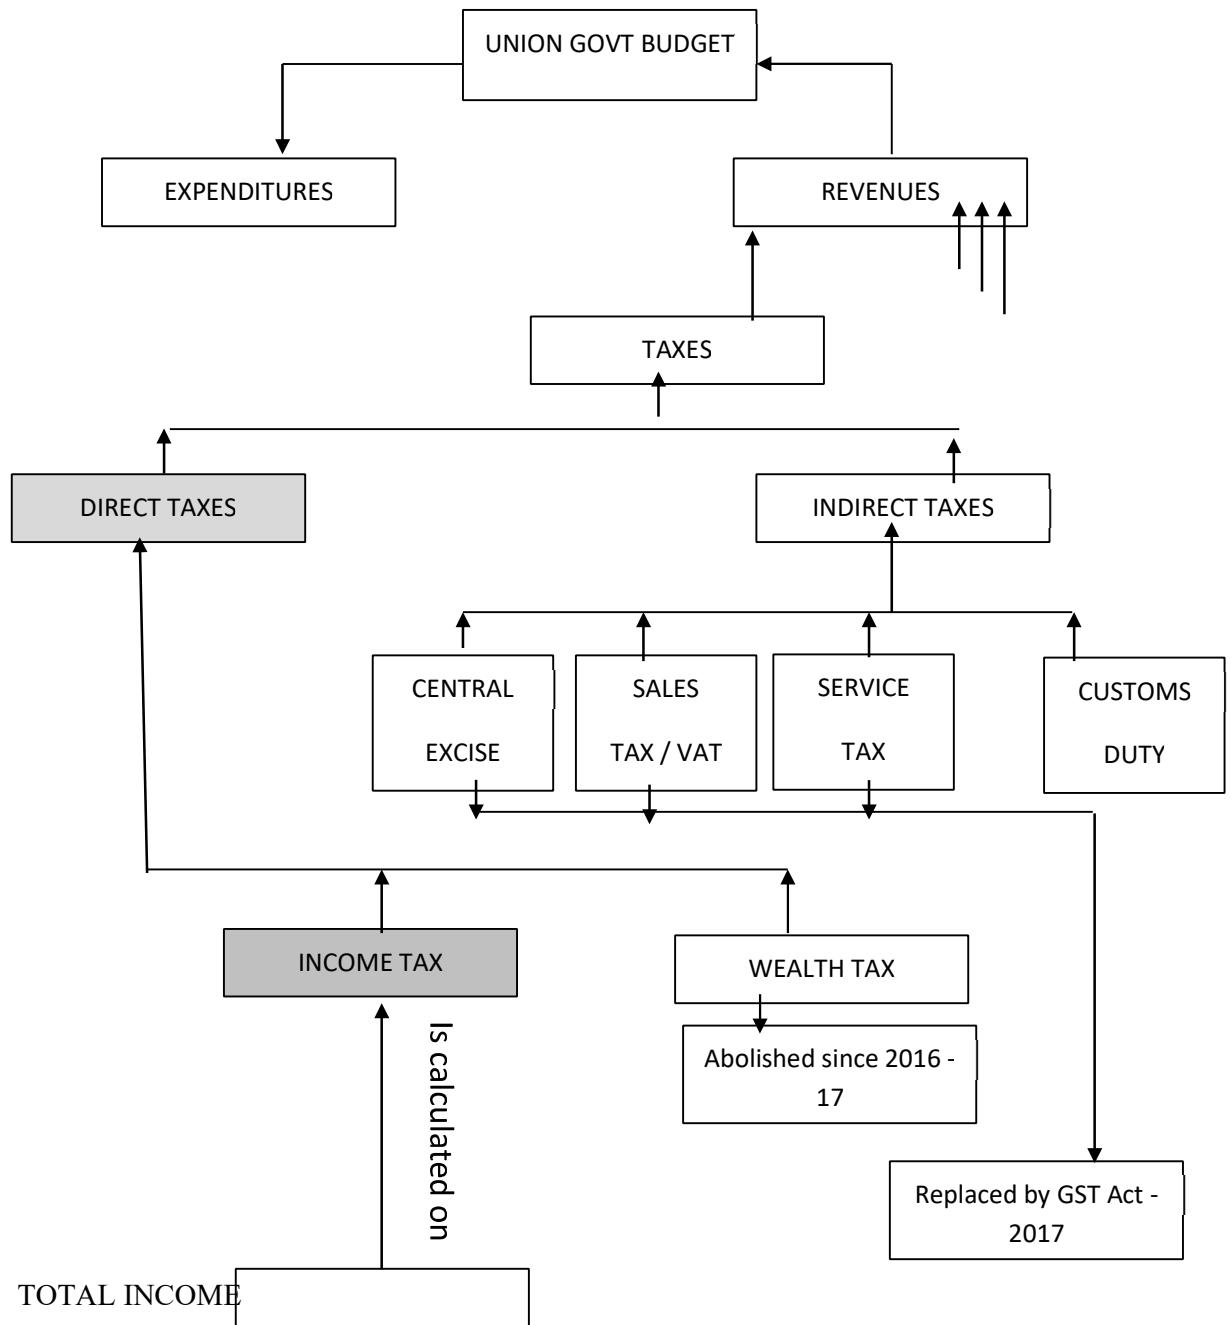 UNION GOVT BUDGET
EXPENDITURES
REVENUES
TAXES
DIRECT TAXES
INDIRECT TAXES
CENTRAL
EXCISE
SALES
TAX / VAT
SERVICE
TAX
CUSTOMS
DUTY
INCOME TAX
WEALTH TAX
Is calculated on
Abolished since 2016 -
17
Replaced by GST Act -
2017
TOTAL INCOME